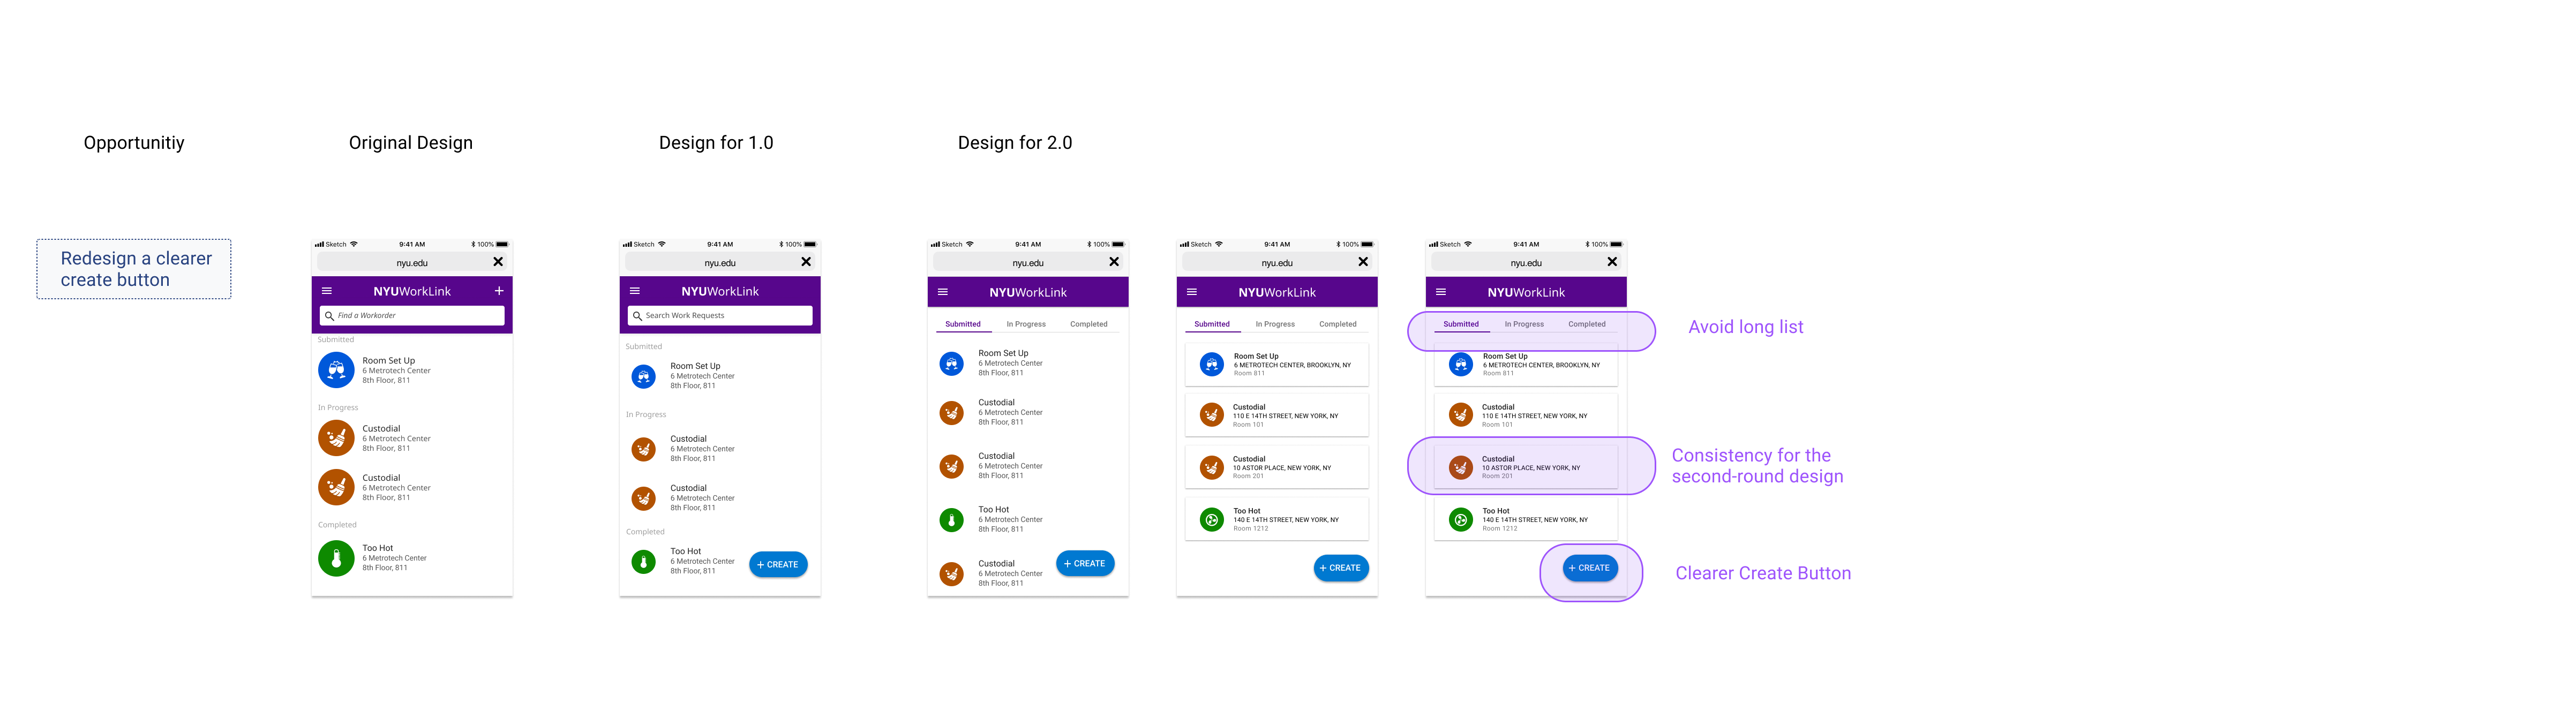 Opportunitiy
Original Design
Design for 1.0
Design for 2.0
Redesign a clearer
create button
Sketch 9:41 AM 100%
nyu.edu
NYUWorkLink
Find a Workorder
Submitted
Room Set Up
6 Metrotech Center
8th Floor, 811
In Progress
Custodial
6 Metrotech Center
8th Floor, 811
Custodial
6 Metrotech Center
8th Floor, 811
Completed
Too Hot
6 Metrotech Center
8th Floor, 811
Sketch 9:41 AM 100%
nyu.edu
NYUWorkLink
Search Work Requests
Submitted
Room Set Up
6 Metrotech Center
8th Floor, 811
In Progress
Custodial
6 Metrotech Center
8th Floor, 811
Custodial
6 Metrotech Center
8th Floor, 811
Completed
Too Hot
6 Metrotech Center
8th Floor, 811
+ CREATE
Sketch 9:41 AM 100%
nyu.edu
NYUWorkLink
Submitted In Progress Completed
Room Set Up
6 Metrotech Center
8th Floor, 811
Custodial
6 Metrotech Center
8th Floor, 811
Custodial
6 Metrotech Center
8th Floor, 811
Too Hot
6 Metrotech Center
8th Floor, 811
Custodial
6 Metrotech Center
8th Floor, 811
+ CREATE
Sketch 9:41 AM 100%
nyu.edu
NYUWorkLink
Submitted In Progress Completed
Room Set Up
6 METROTECH CENTER, BROOKLYN, NY
Room 811
Custodial
110 E 14TH STREET, NEW YORK, NY
Room 101
Custodial
10 ASTOR PLACE, NEW YORK, NY
Room 201
Too Hot
140 E 14TH STREET, NEW YORK, NY
Room 1212
+ CREATE
Sketch 9:41 AM 100%
nyu.edu
NYUWorkLink
Submitted In Progress Completed
Room Set Up
6 METROTECH CENTER, BROOKLYN, NY
Room 811
Custodial
110 E 14TH STREET, NEW YORK, NY
Room 101
Custodial
10 ASTOR PLACE, NEW YORK, NY
Room 201
Too Hot
140 E 14TH STREET, NEW YORK, NY
Room 1212
+ CREATE
Avoid long list
Consistency for the
second-round design
Clearer Create Button